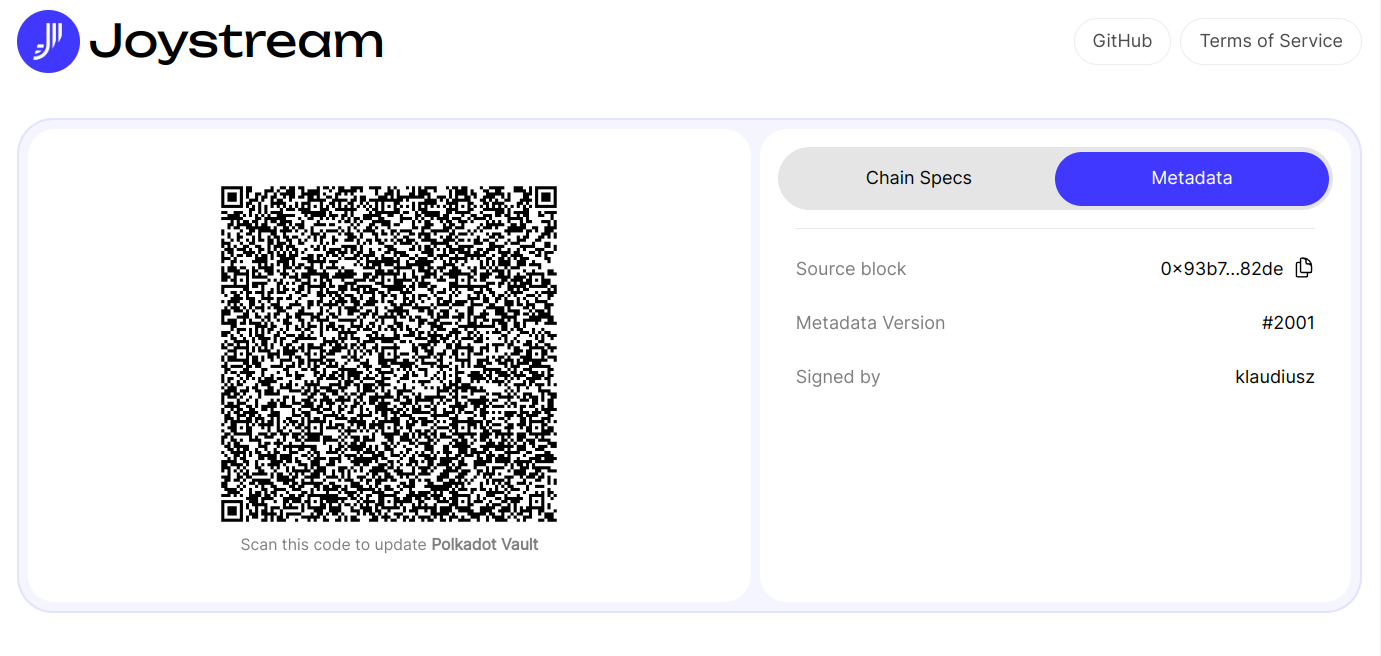 Joystream
GitHub
Terms of Service
Chain Specs
Metadata
Source block
0×93b7...82de
Metadata Version
#2001
Signed by
klaudiusz
Scan this code to update Polkadot Vault